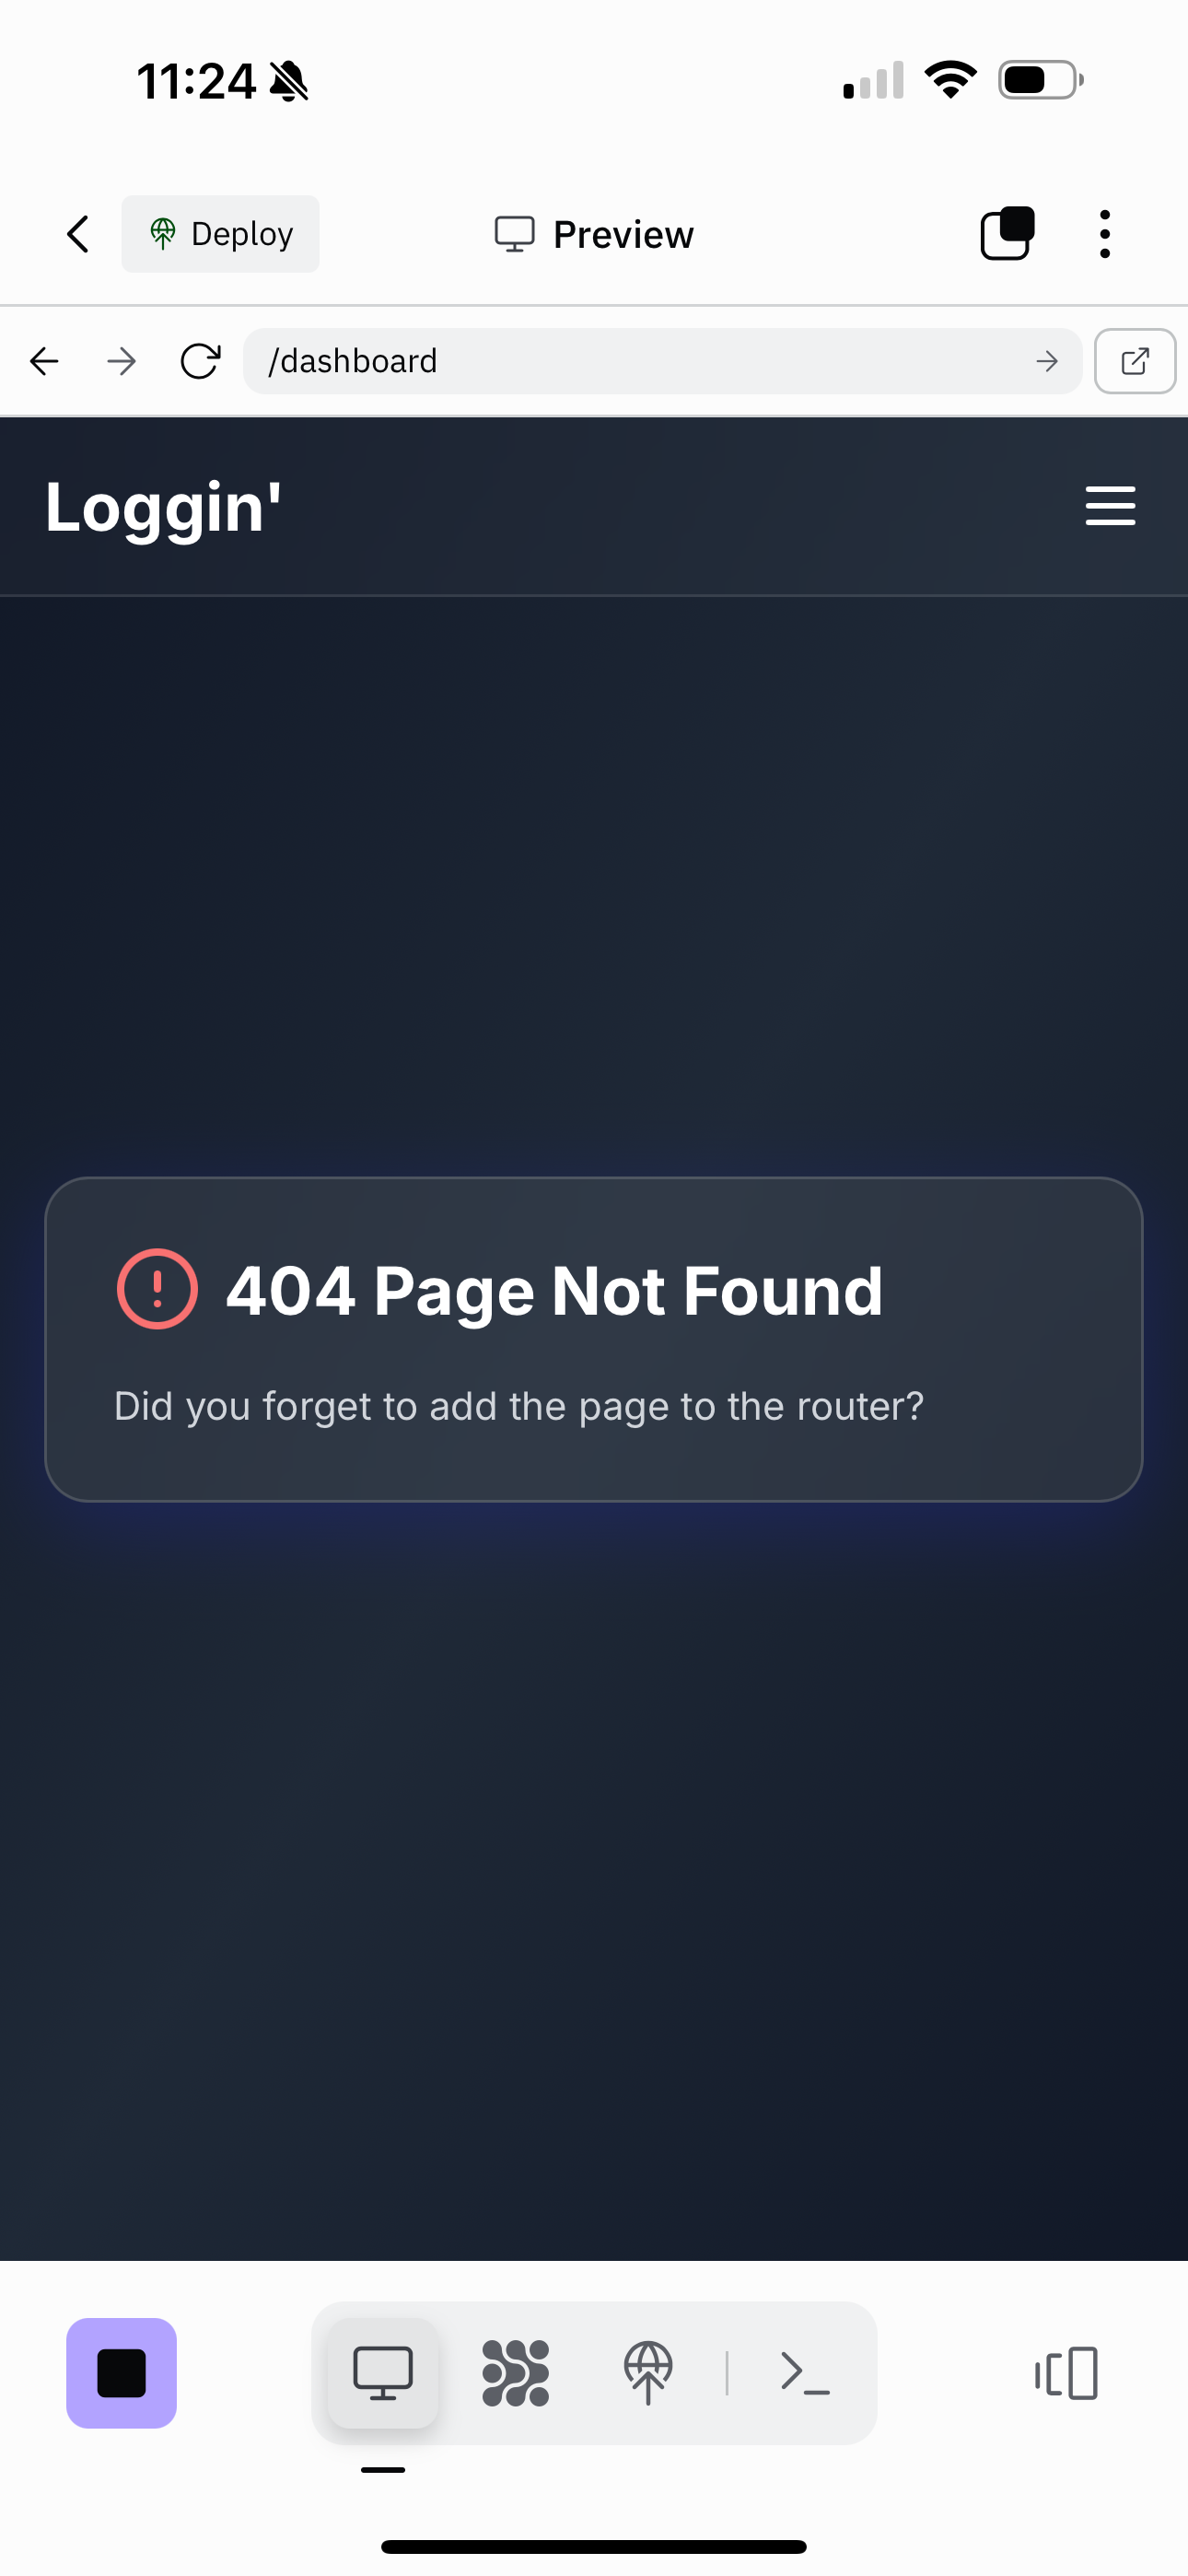 11:24
Deploy
Preview
/dashboard
Loggin'
404 Page Not Found
Did you forget to add the page to the router?